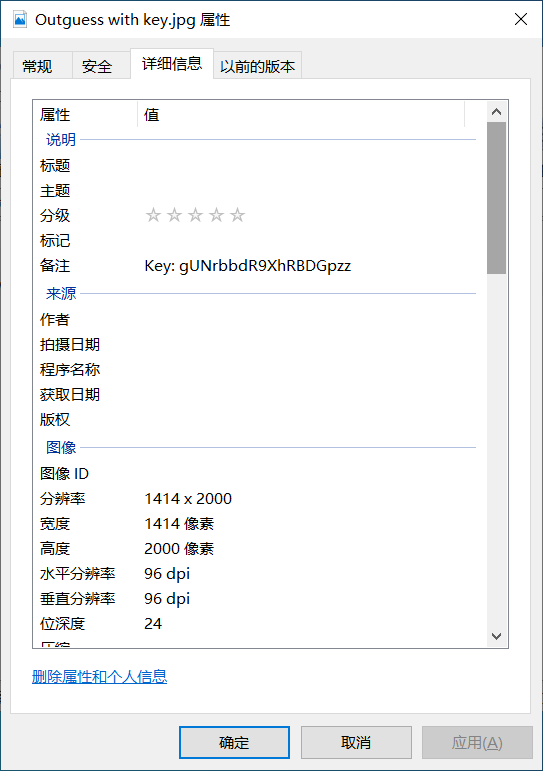 Outguess with key.jpg 属性
常规 安全 详细信息 以前的版本
属性 值
说明
标题
主题
分级
标记
备注 Key: gUNrbbdR9XhRBDGpzz
来源
作者
拍摄日期
程序名称
获取日期
版权
图像
图像 ID
分辨率 1414 x 2000
宽度 1414 像素
高度 2000 像素
水平分辨率 96 dpi
垂直分辨率 96 dpi
位深度 24
删除属性和个人信息
确定 取消 应用(A)